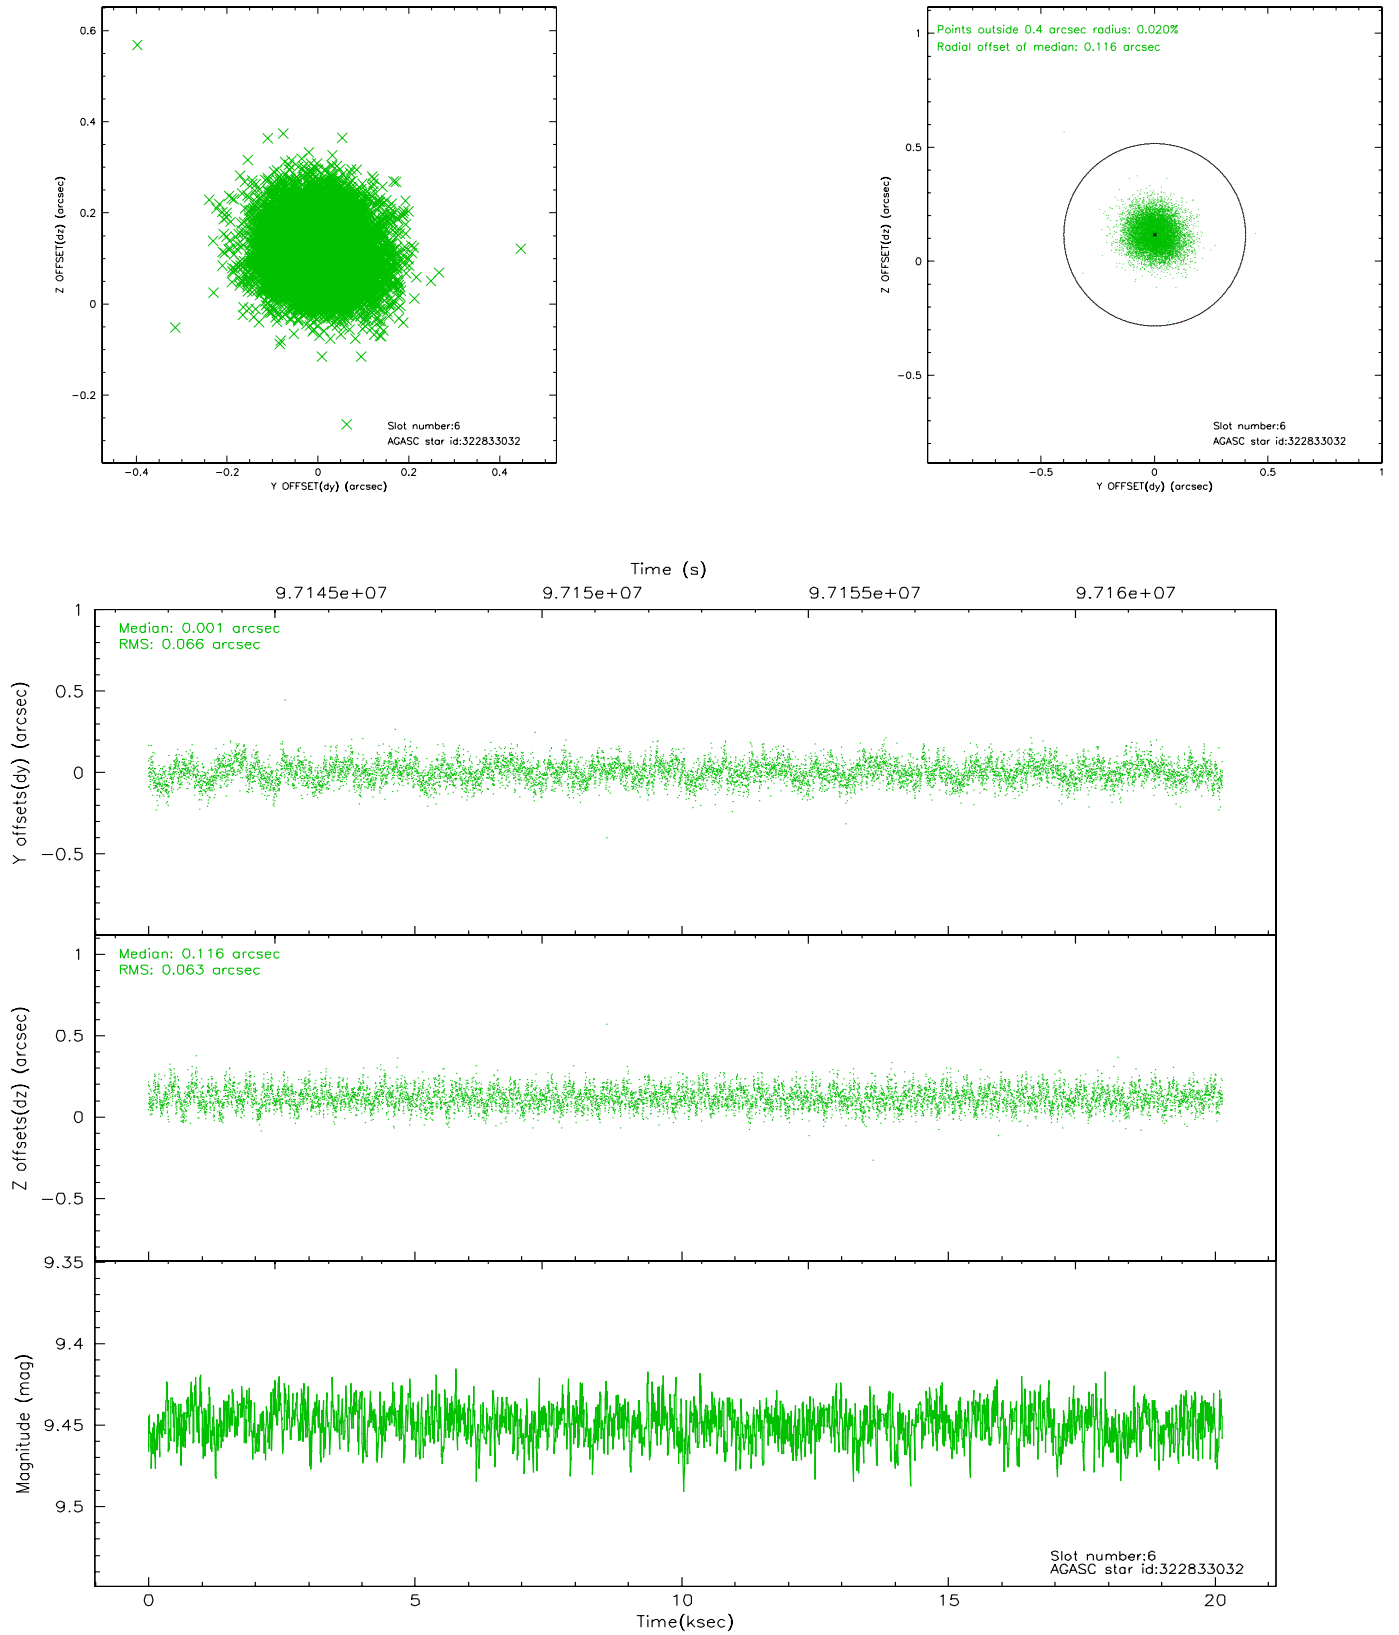 0.6
0.4
0.2
0
−0.2
Z OFFSET(dz) (arcsec)
Slot number:6
AGASC star id:322833032
−0.4 −0.2 0 0.2 0.4
Y OFFSET(dy) (arcsec)
Points outside 0.4 arcsec radius: 0.020%
Radial offset of median: 0.116 arcsec
1
0.5
0
−0.5
Z OFFSET(dz) (arcsec)
Slot number:6
AGASC star id:322833032
−0.5 0 0.5 1
Y OFFSET(dy) (arcsec)
Time (s)
9.7145e+07 9.715e+07 9.7155e+07 9.716e+07
Median: 0.001 arcsec
RMS: 0.066 arcsec
1
0.5
0
−0.5
Y offsets(dy) (arcsec)
Median: 0.116 arcsec
RMS: 0.063 arcsec
1
0.5
0
−0.5
Z offsets(dz) (arcsec)
9.35
9.4
9.45
9.5
Magnitude (mag)
Slot number:6
AGASC star id:322833032
0 5 10 15 20
Time(ksec)